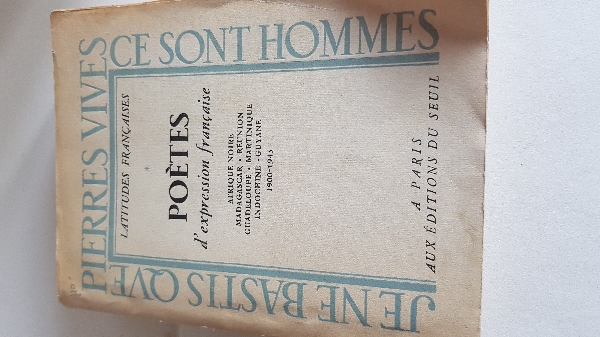 JE NE BASTIS QVE
PIERRES VIVES
CE SONT HOMMES
LATITUDES FRANÇAISES
POÈTES
d'expression française
AFRIQUE NOIRE
MADAGASCAR • RÉUNION
GUADELOUPE • MARTINIQUE
INDOCHINE • GUYANE
1900-1945
A PARIS
AUX ÉDITIONS DU SEUIL